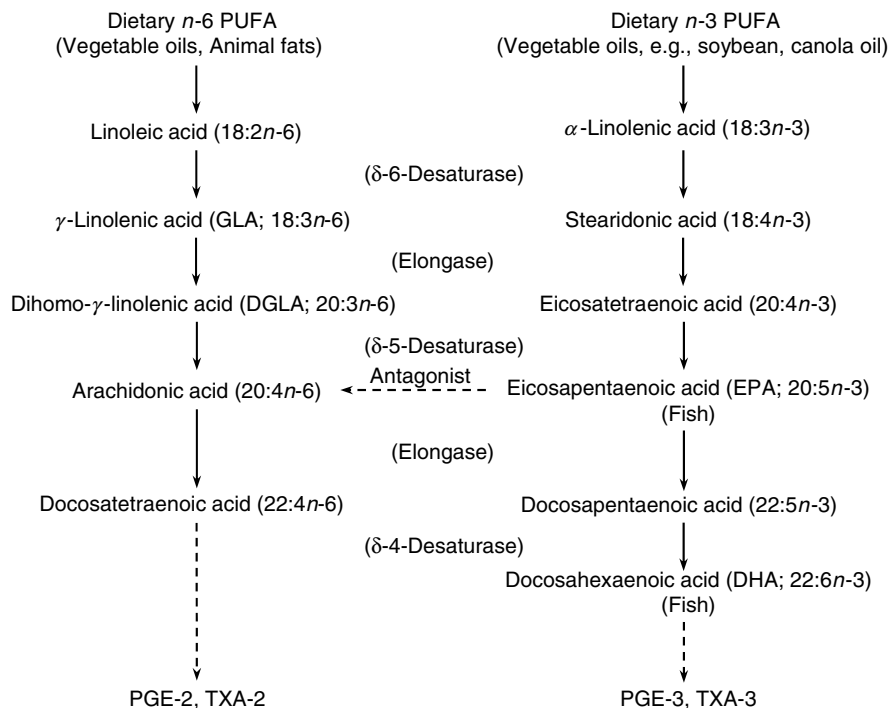 Dietary n-6 PUFA
(Vegetable oils, Animal fats)
Dietary n-3 PUFA
(Vegetable oils, e.g., soybean, canola oil)
Linoleic acid (18:2n-6)
α-Linolenic acid (18:3n-3)
(δ-6-Desaturase)
γ-Linolenic acid (GLA; 18:3n-6)
Stearidonic acid (18:4n-3)
(Elongase)
Dihomo-γ-linolenic acid (DGLA; 20:3n-6)
Eicosatetraenoic acid (20:4n-3)
(δ-5-Desaturase)
Antagonist
Arachidonic acid (20:4n-6)
Eicosapentaenoic acid (EPA; 20:5n-3)
(Fish)
(Elongase)
Docosatetraenoic acid (22:4n-6)
Docosapentaenoic acid (22:5n-3)
(δ-4-Desaturase)
Docosahexaenoic acid (DHA; 22:6n-3)
(Fish)
PGE-2, TXA-2
PGE-3, TXA-3